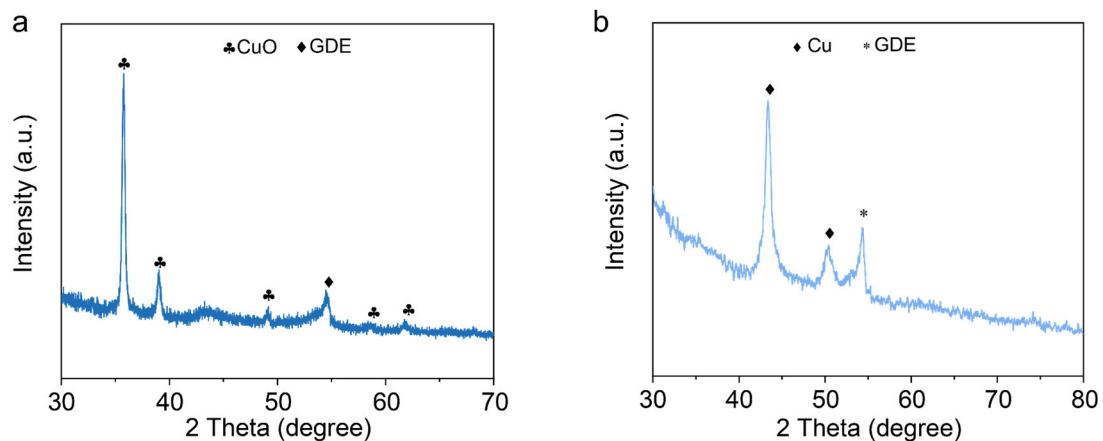 a
♣CuO ♦GDE
Intensity (a.u.)
30 40 50 60 70
2 Theta (degree)
b
♦ Cu * GDE
Intensity (a.u.)
30 40 50 60 70 80
2 Theta (degree)